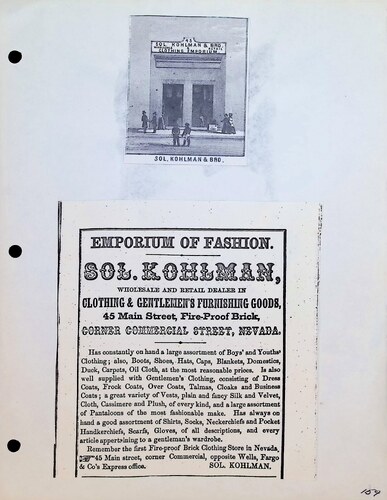 SOL. KOHLMAN & BRO.
CLOTHING EMPORIUM
SOL. KOHLMAN & BRO.
EMPORIUM OF FASHION.
SOL. KOHLMAN,
WHOLESALE AND RETAIL DEALER IN
CLOTHING & GENTLEMEN'S FURNISHING GOODS,
45 Main Street, Fire-Proof Brick,
CORNER COMMERCIAL STREET, NEVADA.
Has constantly on hand a large assortment of Boys' and Youths'
Clothing; also, Boots, Shoes, Hats, Caps, Blankets, Domestics,
Duck, Carpets, Oil Cloth, at the most reasonable prices. Is also
well supplied with Gentlemen's Clothing, consisting of Dress
Coats, Frock Coats, Over Coats, Talmas, Cloaks and Business
Coats; a great variety of Vests, plain and fancy Silk and Velvet,
Cloth, Cassimere and Plush, of every kind, and a large assortment
of Pantaloons of the most fashionable make. Has always on
hand a good assortment of Shirts, Socks, Neckerchiefs and Pocket
Handkerchiefs, Scarfs, Gloves, of all descriptions, and every
article appertaining to a gentleman's wardrobe.
Remember the first Fire-Proof Brick Clothing Store in Nevada,
45 Main street, corner Commercial, opposite Wells, Fargo
& Co's Express office. SOL. KOHLMAN.
159